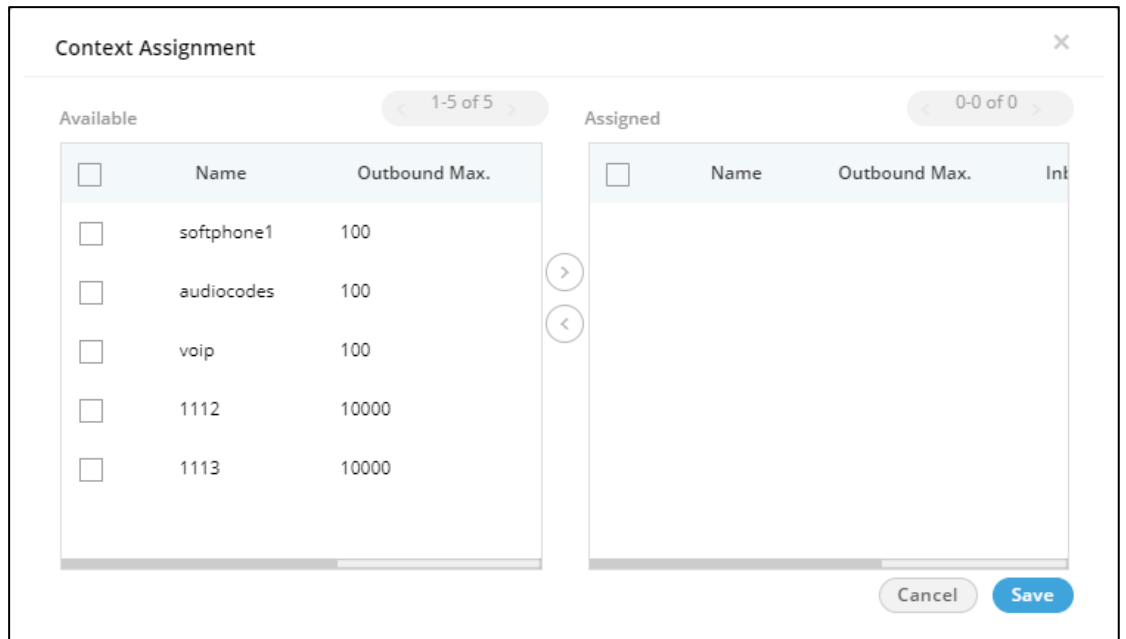 Context Assignment
Available
1-5 of 5
Name Outbound Max.
softphone1 100
audiocodes 100
voip 100
1112 10000
1113 10000
Assigned
0-0 of 0
Name Outbound Max.
Cancel Save